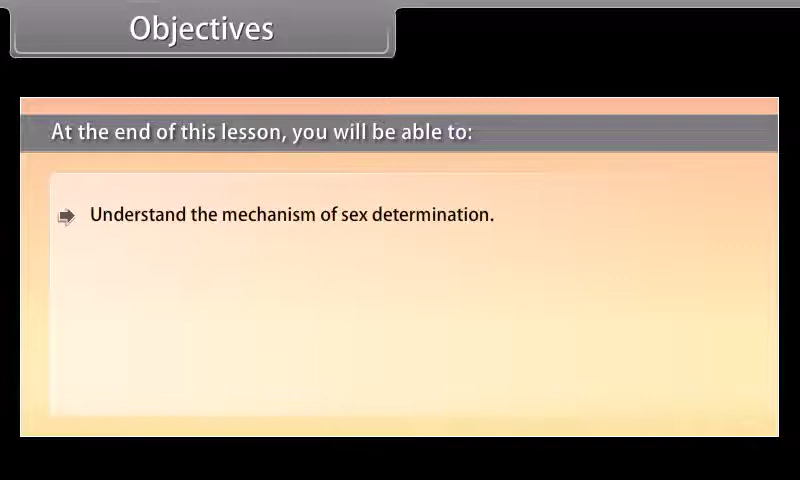 Objectives
At the end of this lesson, you will be able to:
Understand the mechanism of sex determination.